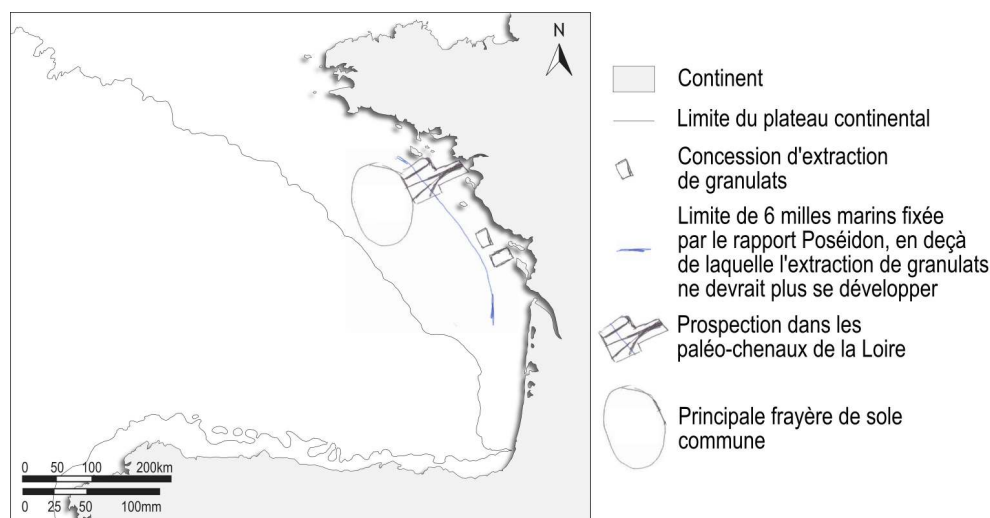 N
0 50 100 200km
0 25 50 100mm
Continent
Limite du plateau continental
Concession d'extraction
de granulats
Limite de 6 milles marins fixée
par le rapport Poséidon, en deçà
de laquelle l'extraction de granulats
ne devrait plus se développer
Prospection dans les
paléo-chenaux de la Loire
Principale frayère de sole
commune